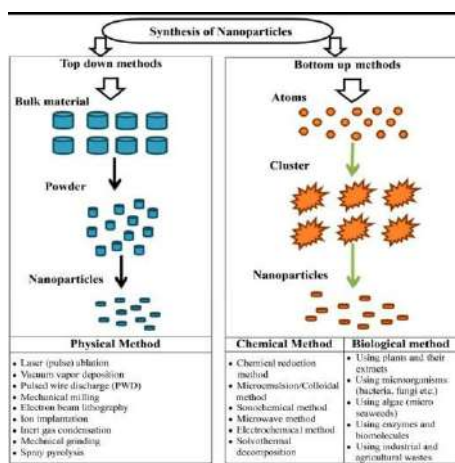 Synthesis of Nanoparticles
Top down methods
Bulk material
Powder
Nanoparticles
Physical Method
• Laser (pulse) ablation
• Vacuum vapor deposition
• Pulsed wire discharge (PWD)
• Mechanical milling
• Electron beam lithography
• Ion implantation
• Inert gas condensation
• Mechnical grinding
• Spray pyrolysis
Bottom up methods
Atoms
Cluster
Nanoparticles
Chemical Method
• Chemical reduction
method
• Microemulsion/Colloidal
method
• Sonochemical method
• Microwave method
• Electrochemical method
• Solvothermal
decomposition
Biological method
• Using plants and their
extracts
• Using microorganisms
(bacteria, fungi etc.)
• Using algae (micro
seaweeds)
• Using enzymes and
biomolecules
• Using industrial and
agricultural wastes